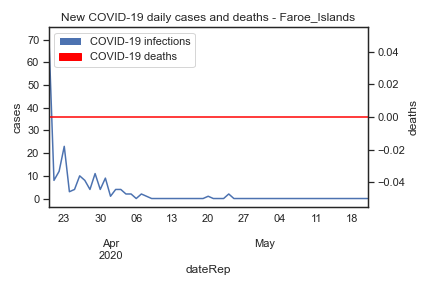 New COVID-19 daily cases and deaths - Faroe_Islands
COVID-19 infections
COVID-19 deaths
cases
70
60
50
40
30
20
10
0
deaths
0.04
0.02
0.00
−0.02
−0.04
23 30 06 13 20 27 04 11 18
Apr May
2020
dateRep